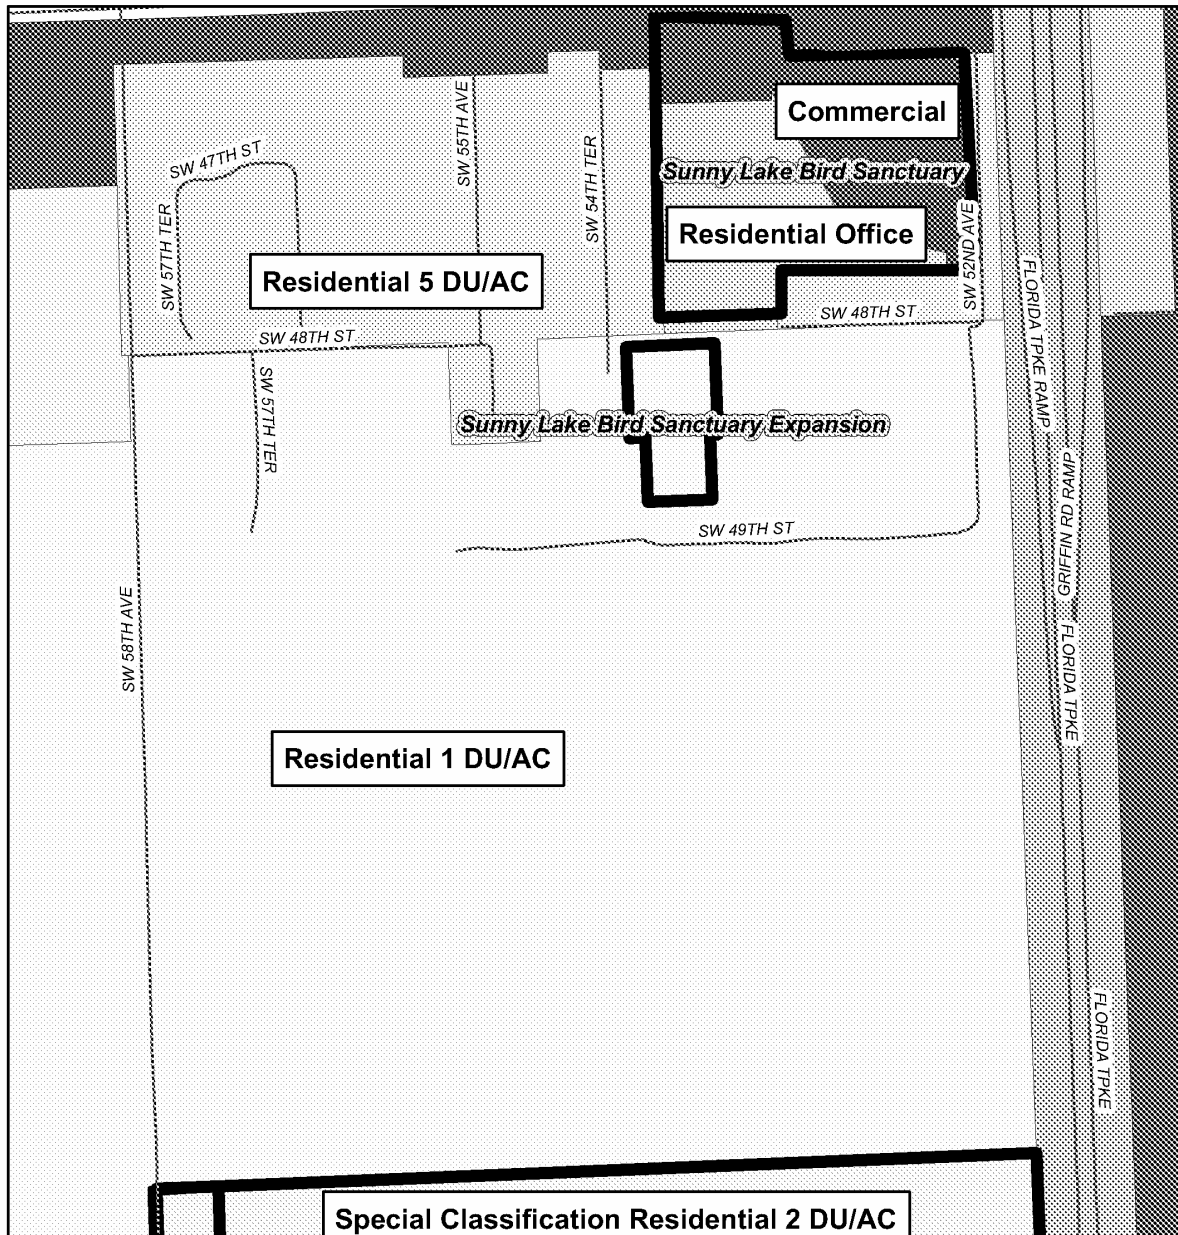 Commercial
SW 47TH ST
SW 55TH AVE
SW 54TH TER
Sunny Lake Bird Sanctuary
SW 57TH TER
Residential Office
SW 52ND AVE
Residential 5 DU/AC
SW 48TH ST
SW 48TH ST
FLORIDA TPKE RAMP
SW 57TH TER
Sunny Lake Bird Sanctuary Expansion
GRIFFIN RD RAMP
SW 49TH ST
SW 58TH AVE
FLORIDA TPKE
Residential 1 DU/AC
FLORIDA TPKE
Special Classification Residential 2 DU/AC